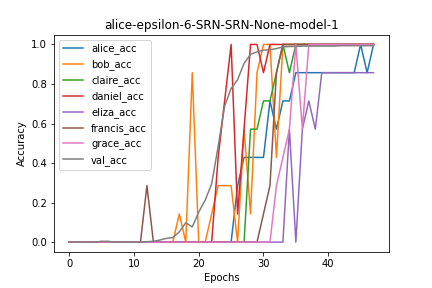 alice-epsilon-6-SRN-SRN-None-model-1
1.0
0.8
0.6
0.4
0.2
0.0
Accuracy
alice_acc
bob_acc
claire_acc
daniel_acc
eliza_acc
francis_acc
grace_acc
val_acc
0 10 20 30 40
Epochs